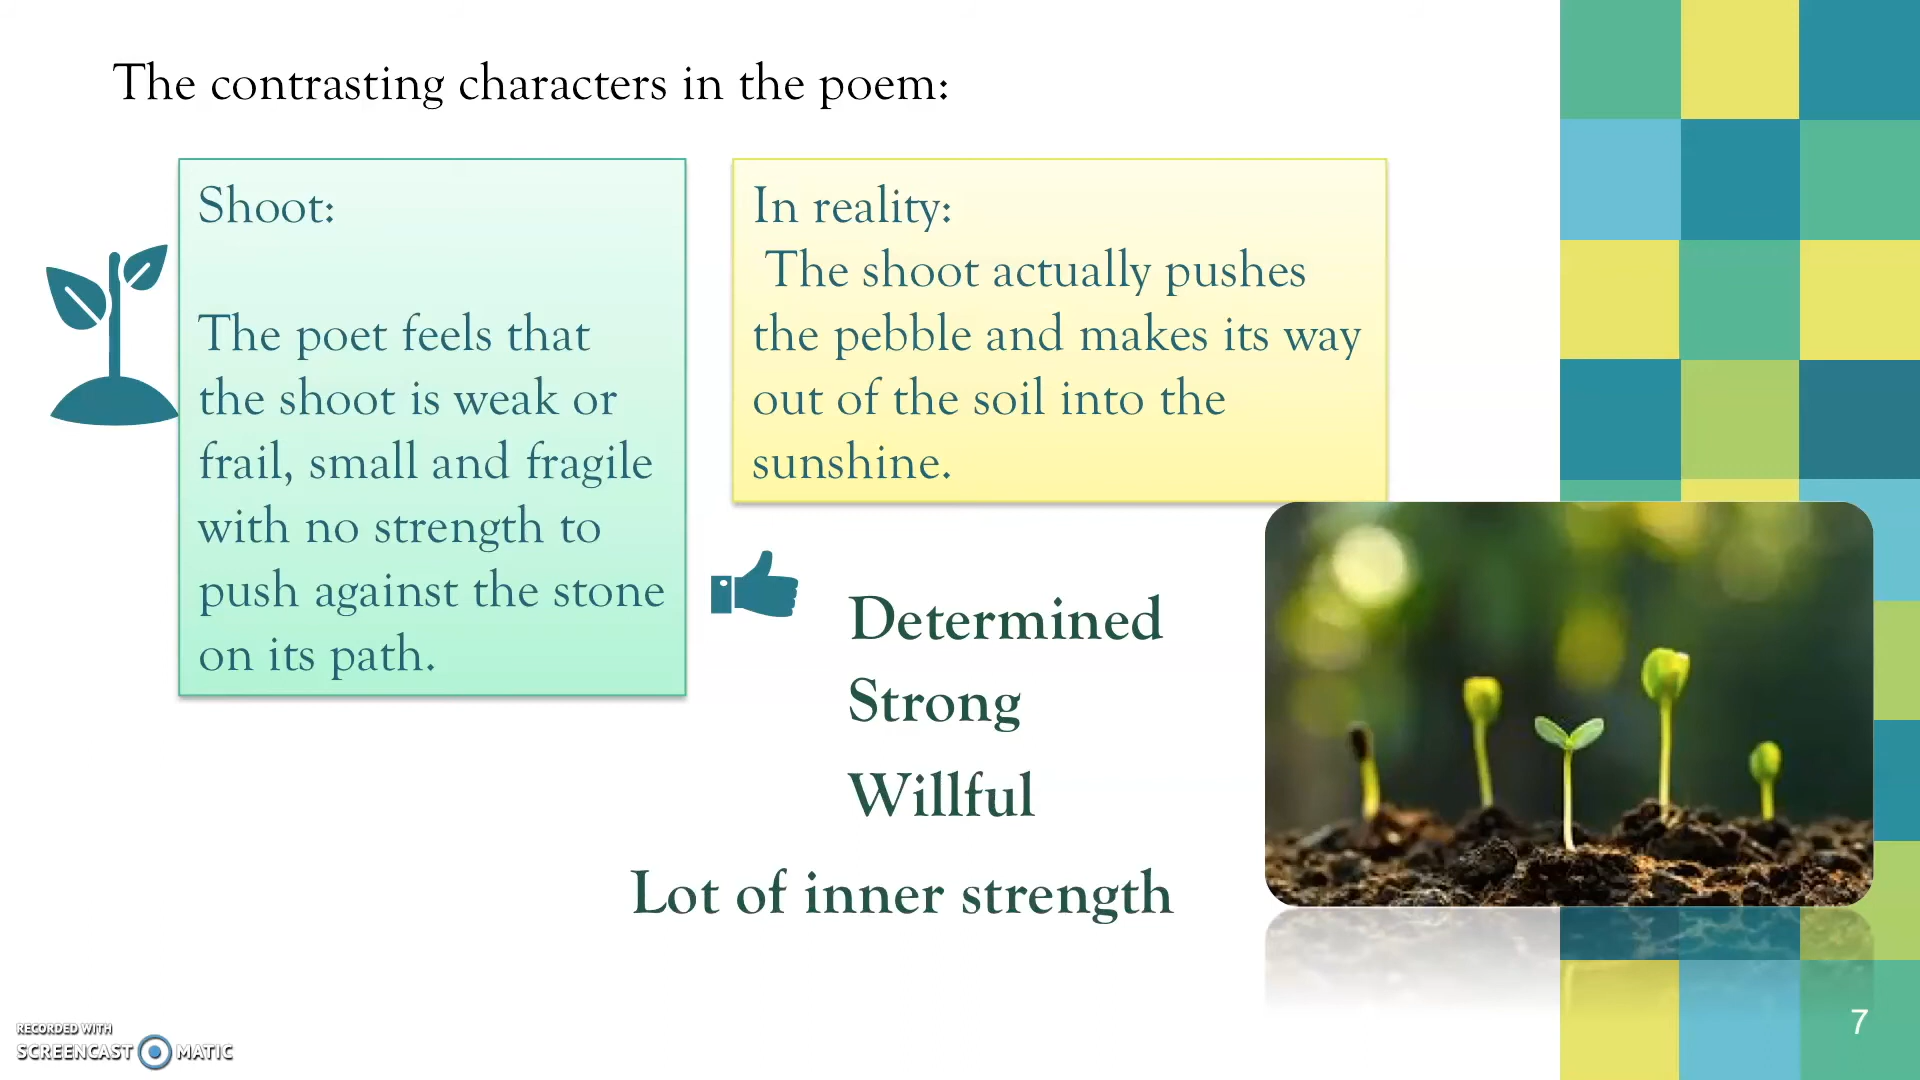 The contrasting characters in the poem:
Shoot:
The poet feels that
the shoot is weak or
frail, small and fragile
with no strength to
push against the stone
on its path.
In reality:
The shoot actually pushes
the pebble and makes its way
out of the soil into the
sunshine.
Determined
Strong
Willful
Lot of inner strength
RECORDED WITH
SCREENCAST MATIC
7